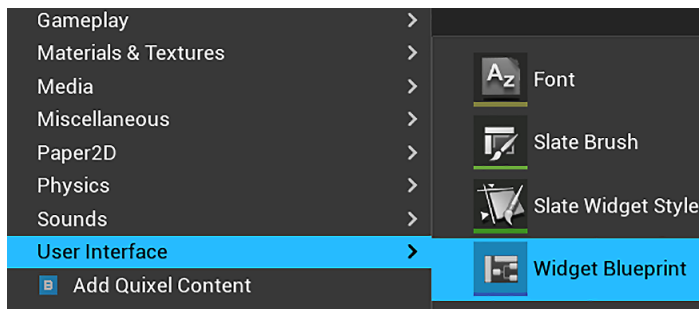 Gameplay
Materials & Textures
Media
Miscellaneous
Paper2D
Physics
Sounds
User Interface
B Add Quixel Content
Az Font
Slate Brush
Slate Widget Style
Widget Blueprint